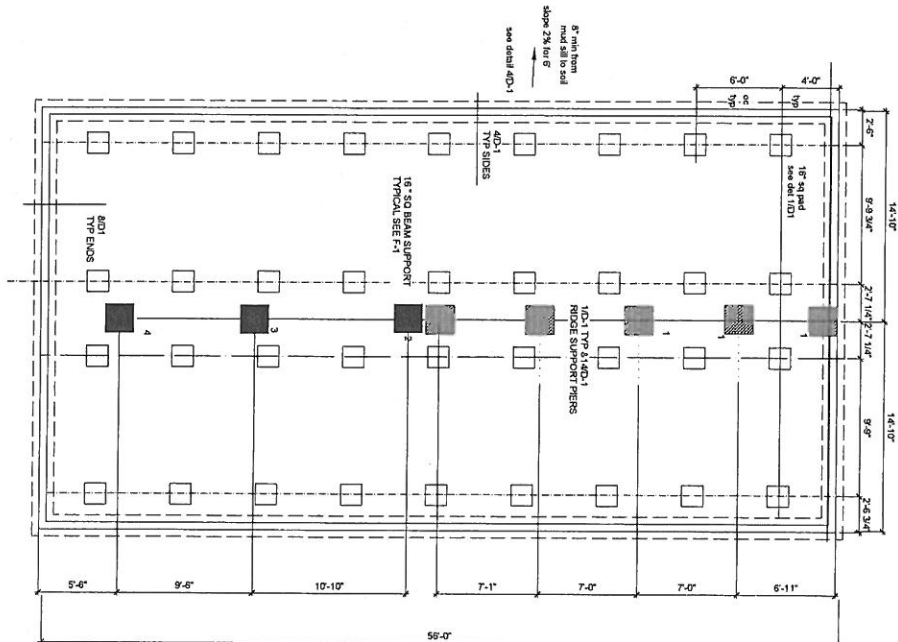 8" min from
mud sill to soil
slope 2% for 6'
see detail 4/D-1
6'-0"
4'-0"
oc
typ
typ
2'-6"
14'-10"
16" sq pad
see det 1/D1
9'-9 3/4"
4/D-1
TYP SIDES
8/D1
TYP ENDS
16 " SQ BEAM SUPPORT
TYPICAL SEE F-1
2'-7 1/4"
2'-7 1/4"
1/D-1 TYP &14/D-1
RIDGE SUPPORT PIERS
4
3
2
1
1
1
9'-9"
14'-10"
2'-6 3/4"
5'-6"
9'-6"
10'-10"
7'-1"
7'-0"
7'-0"
6'-11"
56'-0"